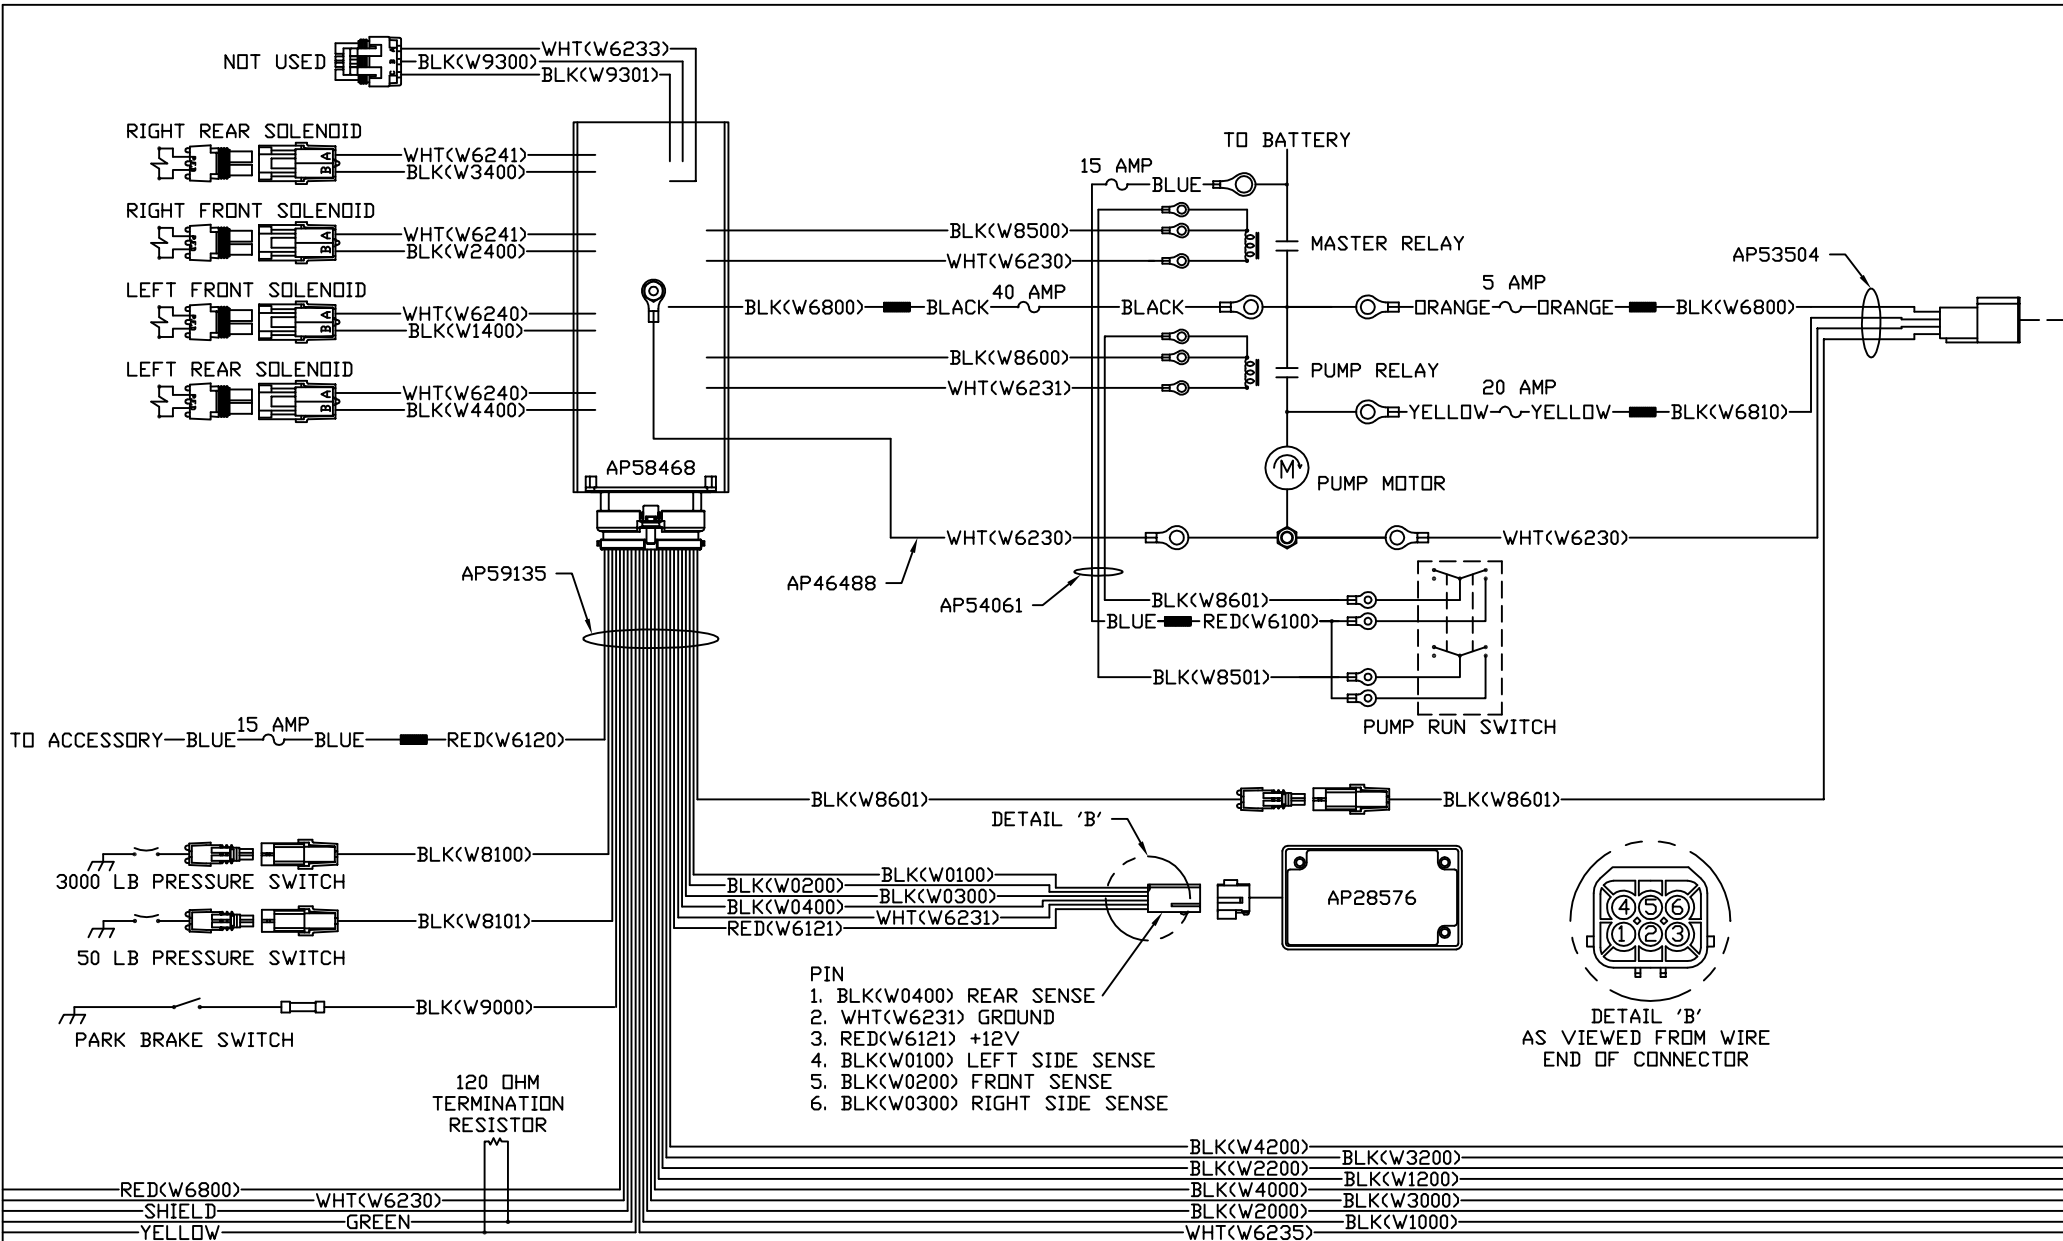 NOT USED
WHT(W6233)
BLK(W9300)
BLK(W9301)
RIGHT REAR SOLENOID
A
B
WHT(W6241)
BLK(W3400)
RIGHT FRONT SOLENOID
A
B
WHT(W6241)
BLK(W2400)
LEFT FRONT SOLENOID
A
B
WHT(W6240)
BLK(W1400)
LEFT REAR SOLENOID
A
B
WHT(W6240)
BLK(W4400)
AP58468
TO BATTERY
15 AMP
BLUE
BLK(W8500)
WHT(W6230)
MASTER RELAY
BLK(W6800)
BLACK
40 AMP
BLACK
5 AMP
ORANGE
ORANGE
BLK(W6800)
AP53504
BLK(W8600)
WHT(W6231)
PUMP RELAY
20 AMP
YELLOW
YELLOW
BLK(W6810)
M
PUMP MOTOR
WHT(W6230)
WHT(W6230)
AP59135
AP46488
AP54061
BLK(W8601)
BLUE
RED(W6100)
BLK(W8501)
PUMP RUN SWITCH
TO ACCESSORY
BLUE
15 AMP
BLUE
RED(W6120)
BLK(W8601)
BLK(W8601)
BLK(W8100)
3000 LB PRESSURE SWITCH
BLK(W8101)
50 LB PRESSURE SWITCH
BLK(W9000)
PARK BRAKE SWITCH
DETAIL 'B'
BLK(W0100)
BLK(W0200)
BLK(W0300)
BLK(W0400)
WHT(W6231)
RED(W6121)
AP28576
PIN
1. BLK(W0400) REAR SENSE
2. WHT(W6231) GROUND
3. RED(W6121) +12V
4. BLK(W0100) LEFT SIDE SENSE
5. BLK(W0200) FRONT SENSE
6. BLK(W0300) RIGHT SIDE SENSE
4 5 6
1 2 3
DETAIL 'B'
AS VIEWED FROM WIRE
END OF CONNECTOR
120 OHM
TERMINATION
RESISTOR
RED(W6800)
WHT(W6230)
SHIELD
GREEN
YELLOW
BLK(W4200)
BLK(W3200)
BLK(W2200)
BLK(W1200)
BLK(W4000)
BLK(W3000)
BLK(W2000)
BLK(W1000)
WHT(W6235)